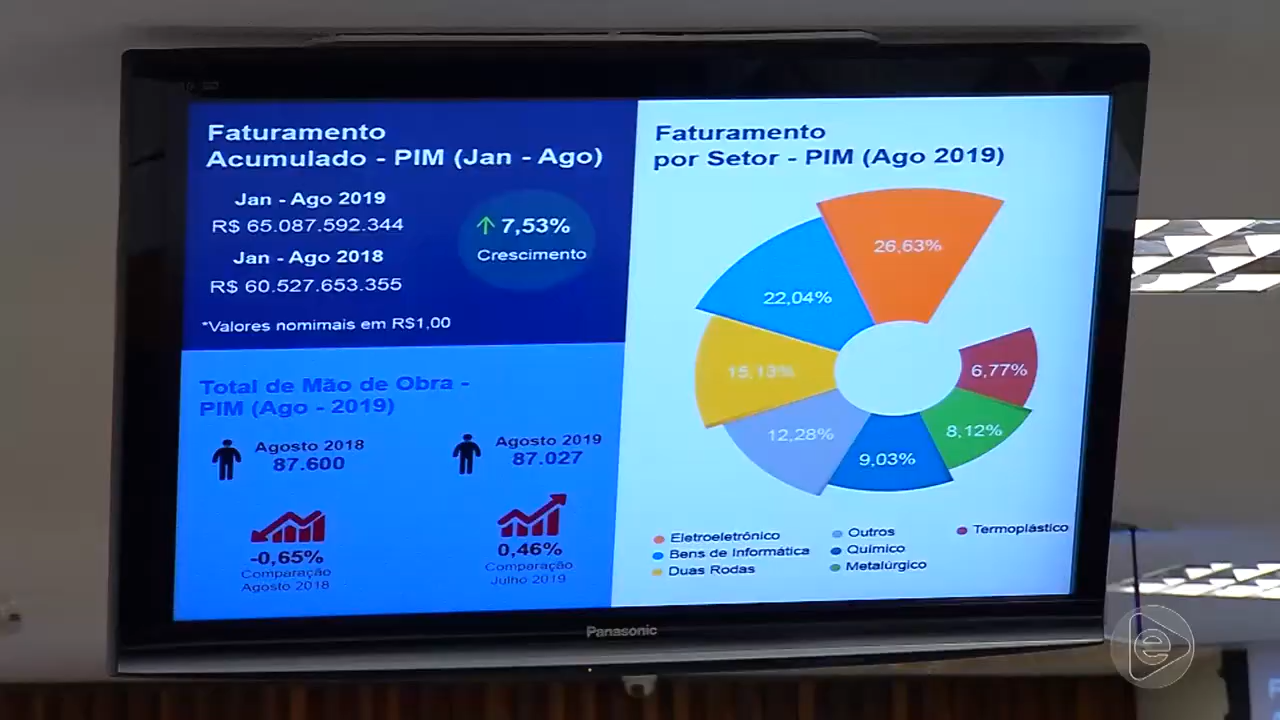 Faturamento
Acumulado - PIM (Jan - Ago)
Jan - Ago 2019
R$ 65.087.592.344
Jan - Ago 2018
R$ 60.527.653.355
7,53%
Crescimento
*Valores nomimais em R$1,00
Total de Mão de Obra -
PIM (Ago - 2019)
Agosto 2018
87.600
Agosto 2019
87.027
-0,65%
Comparação
Agosto 2018
0,46%
Comparação
Julho 2019
Faturamento
por Setor - PIM (Ago 2019)
26,63%
22,04%
15,13%
12,28%
9,03%
8,12%
6,77%
Eletroeletrônico
Bens de Informática
Duas Rodas
Outros
Químico
Metalúrgico
Termoplástico
Panasonic
e